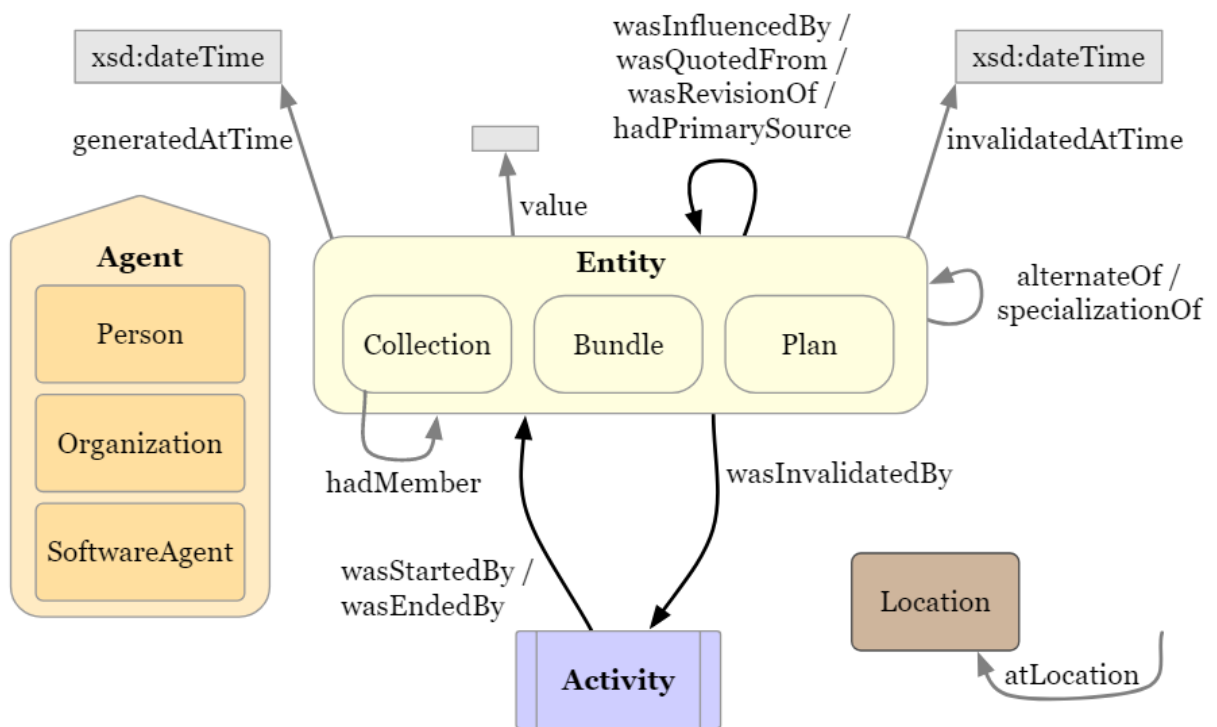 wasInfluencedBy /
wasQuotedFrom /
wasRevisionOf /
hadPrimarySource
xsd:dateTime
xsd:dateTime
generatedAtTime
invalidatedAtTime
value
Agent
Person
Organization
SoftwareAgent
Entity
Collection
Bundle
Plan
alternateOf /
specializationOf
hadMember
wasInvalidatedBy
wasStartedBy /
wasEndedBy
Activity
Location
atLocation